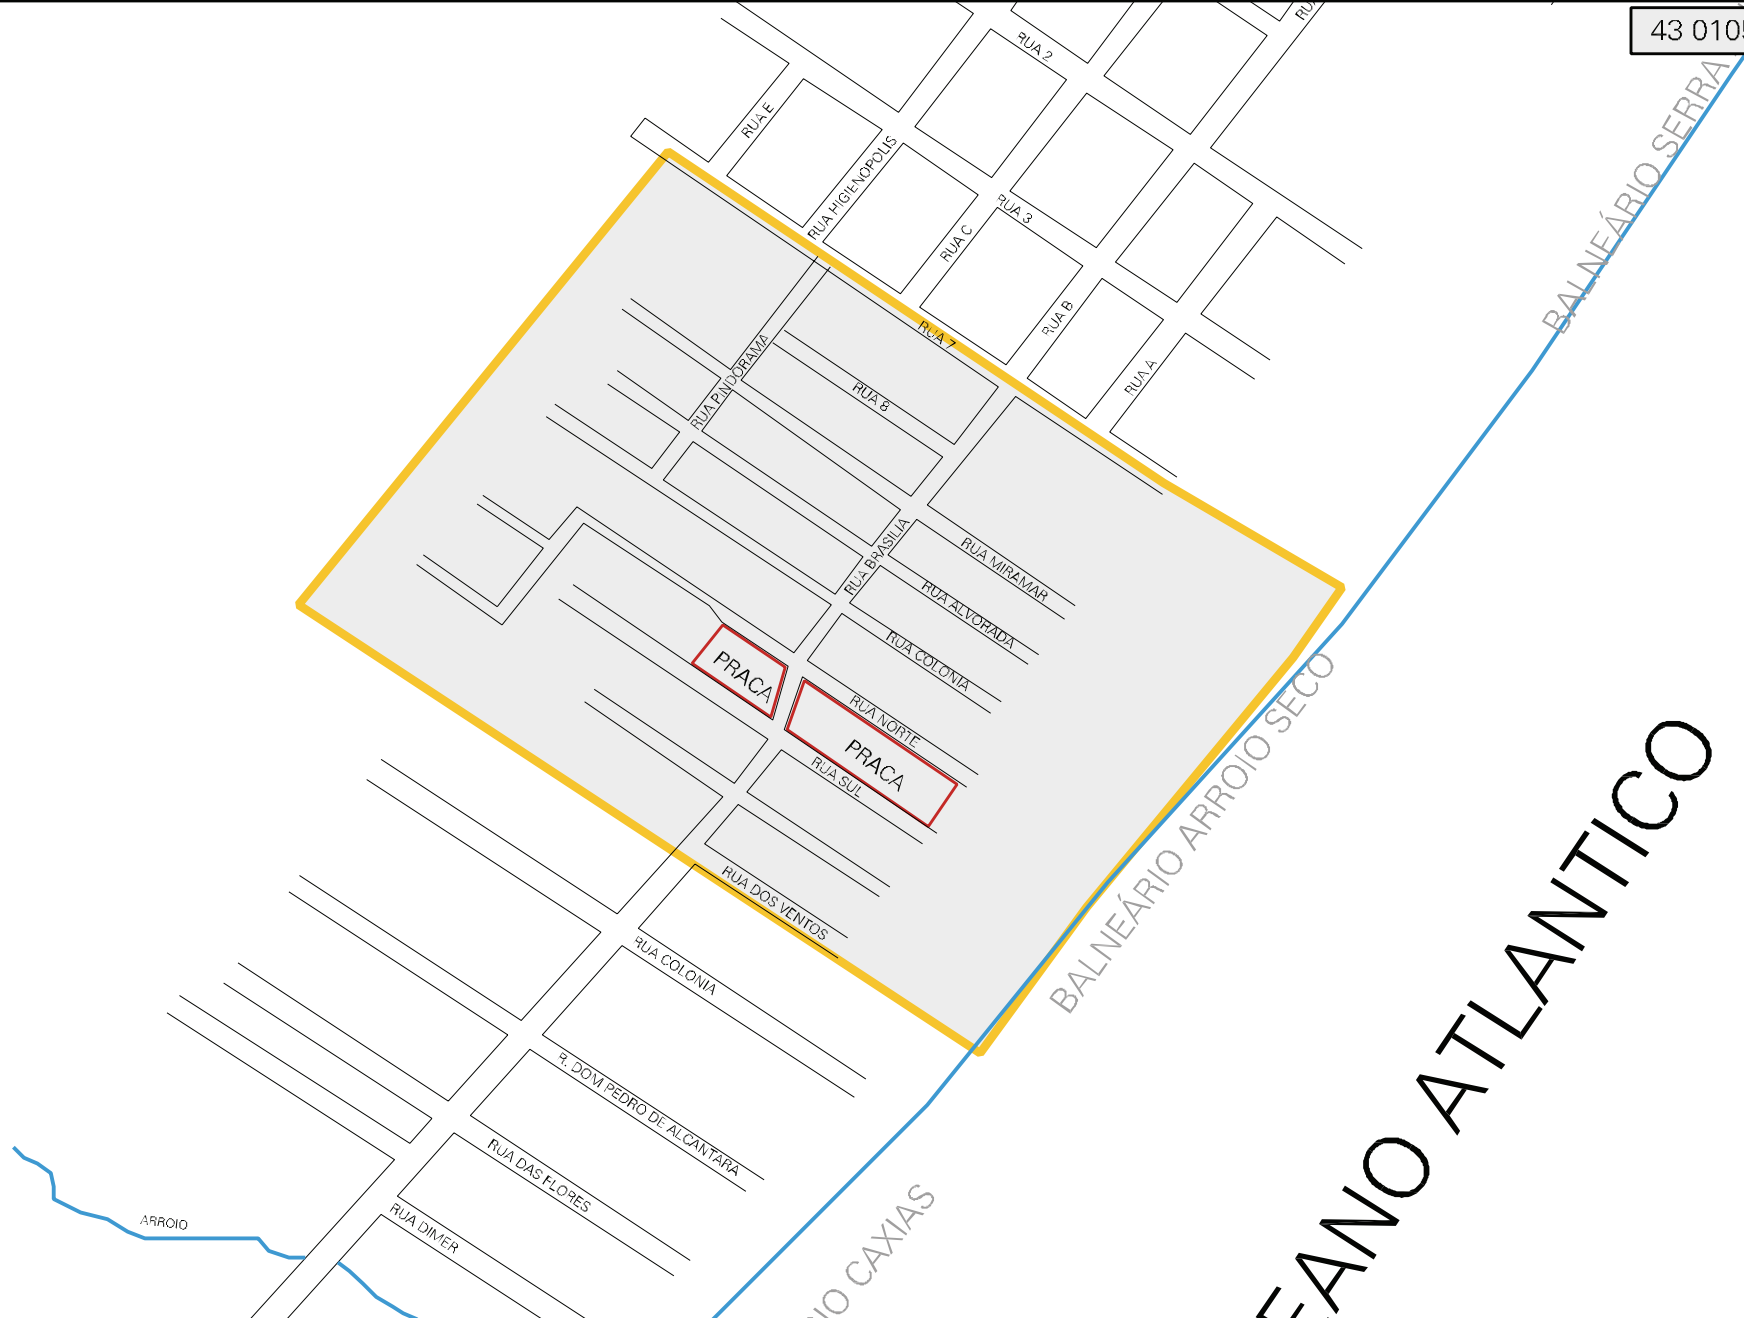 RUA 2
43 010
RUA E
RUA HIGIENOPOLIS
RUA 3
RUA C
RUA B
RUA A
RUA 7
RUA PINDORAMA
RUA 8
BALNEÁRIO SERRA
RUA BRASILIA
RUA MIRAMAR
RUA ALVORADA
RUA COLONIA
PRACA
RUA NORTE
PRACA
RUA SUL
BALNEÁRIO ARROIO SECO
RUA DOS VENTOS
RUA COLONIA
R. DOM PEDRO DE ALCANTARA
RUA DAS FLORES
RUA DIMER
ARROIO
IO CAXIAS
EANO ATLANTICO